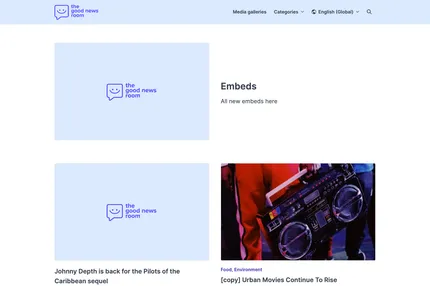 the
good news
room
Media galleries
Categories
English (Global)
the
good news
room
Embeds
All new embeds here
the
good news
room
Johnny Depth is back for the Pilots of the
Caribbean sequel
Food, Environment
[copy] Urban Movies Continue To Rise